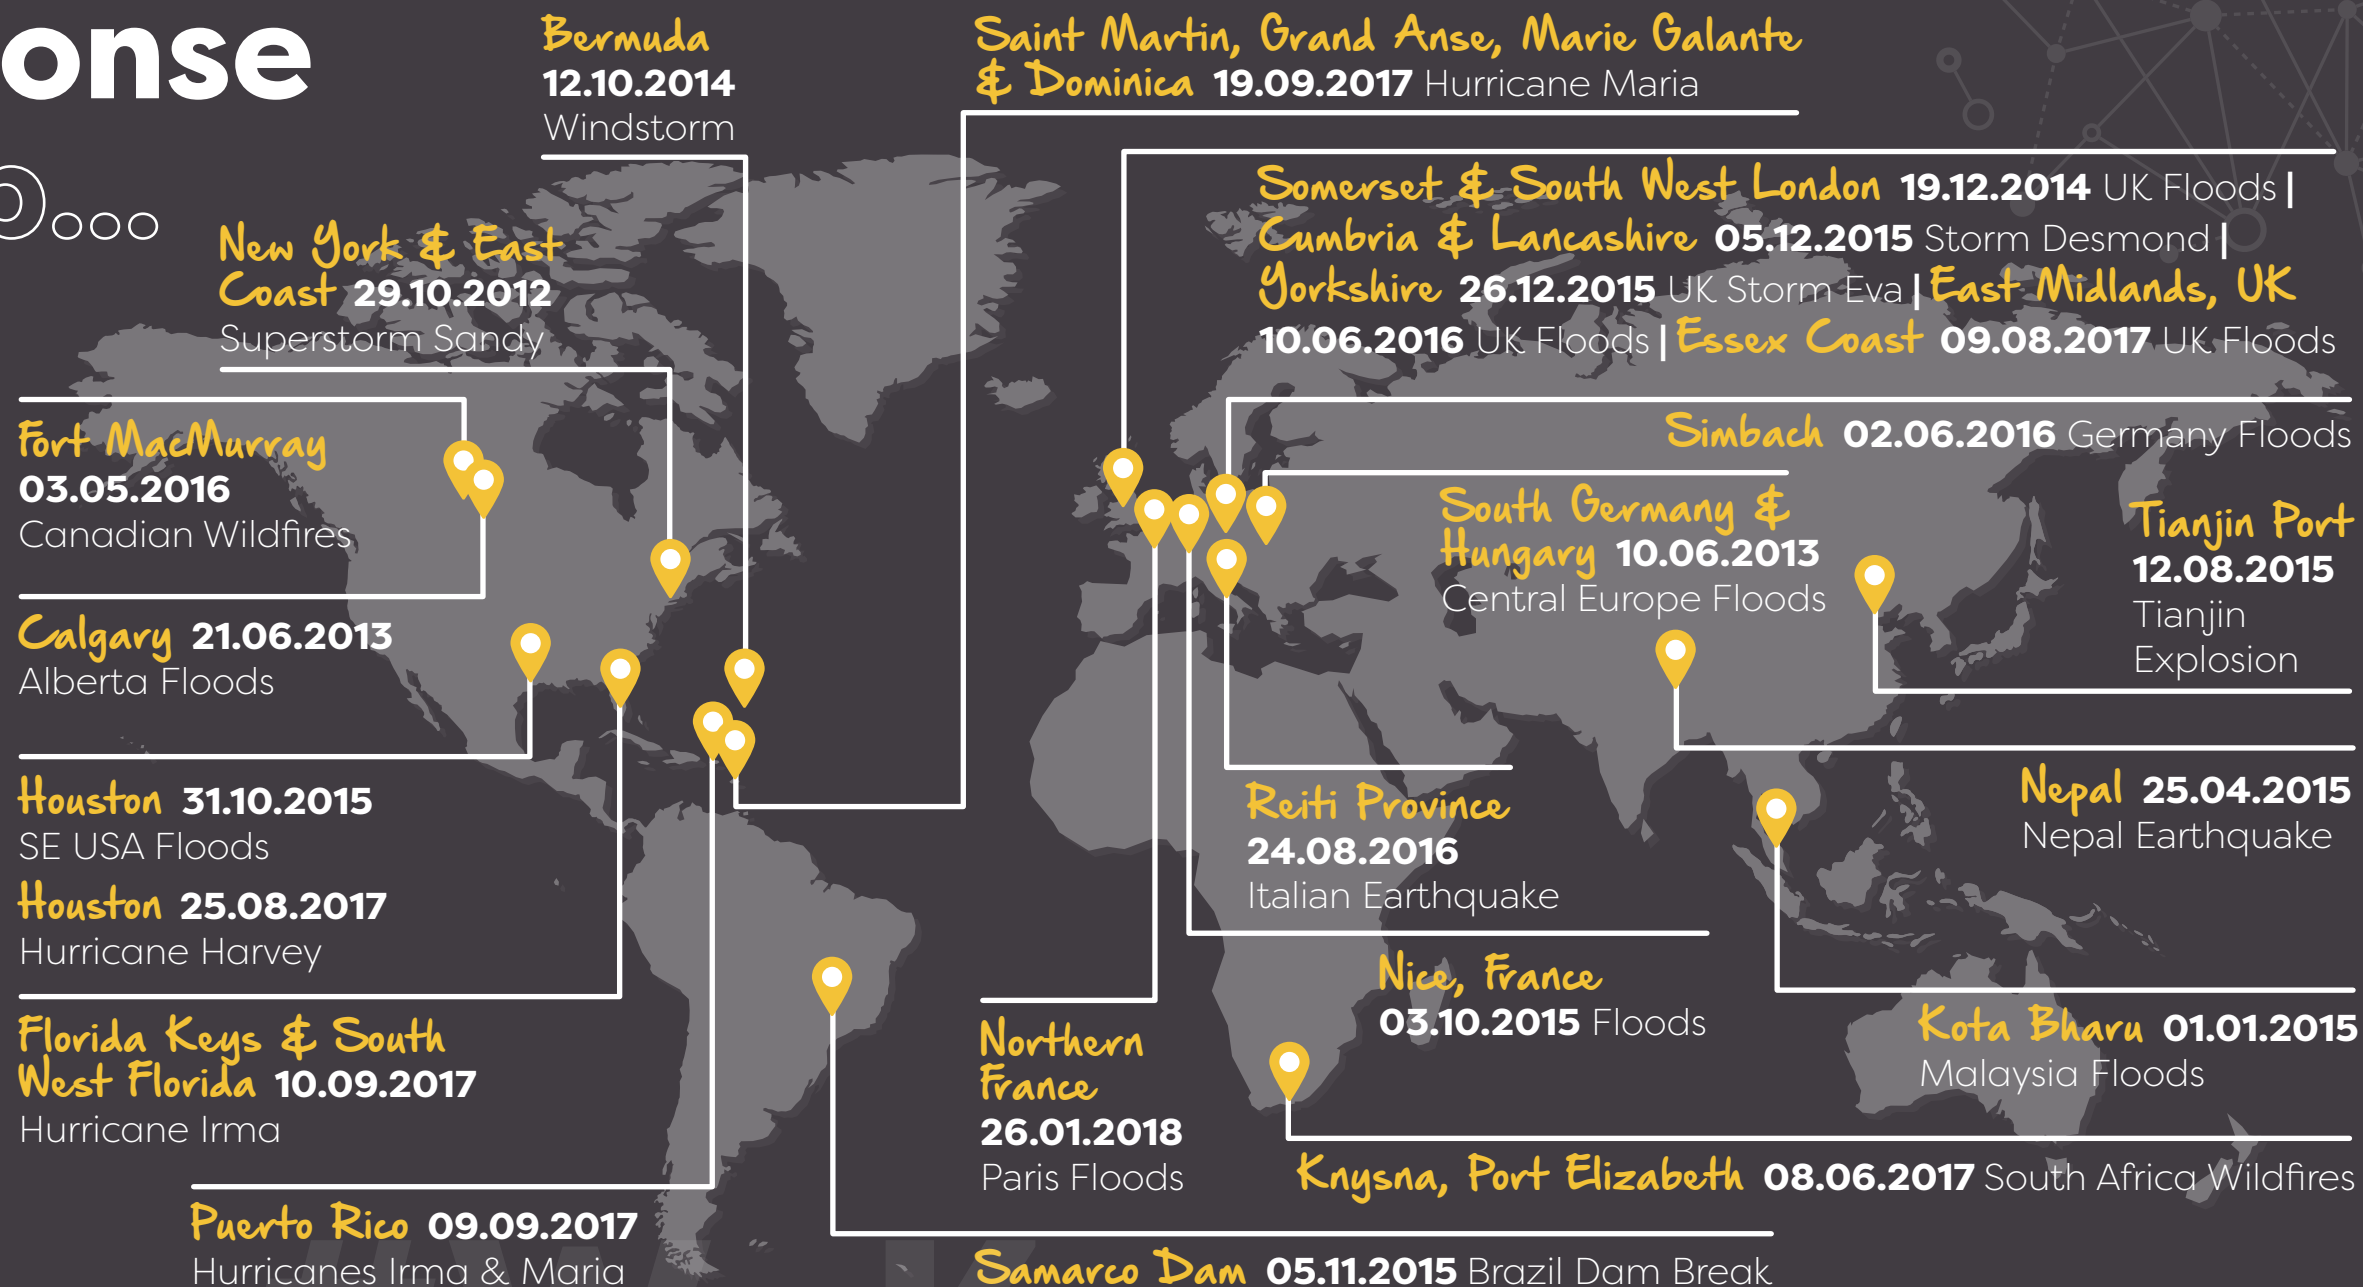 onse
Bermuda
12.10.2014
Windstorm
Saint Martin, Grand Anse, Marie Galante
& Dominica 19.09.2017 Hurricane Maria
Somerset & South West London 19.12.2014 UK Floods |
Cumbria & Lancashire 05.12.2015 Storm Desmond |
Yorkshire 26.12.2015 UK Storm Eva | East Midlands, UK
10.06.2016 UK Floods | Essex Coast 09.08.2017 UK Floods
New York & East
Coast 29.10.2012
Superstorm Sandy
Fort MacMurray
03.05.2016
Canadian Wildfires
Simbach 02.06.2016 Germany Floods
South Germany &
Hungary 10.06.2013
Central Europe Floods
Tianjin Port
12.08.2015
Tianjin
Explosion
Calgary 21.06.2013
Alberta Floods
Houston 31.10.2015
SE USA Floods
Houston 25.08.2017
Hurricane Harvey
Reiti Province
24.08.2016
Italian Earthquake
Nepal 25.04.2015
Nepal Earthquake
Nice, France
03.10.2015 Floods
Kota Bharu 01.01.2015
Malaysia Floods
Florida Keys & South
West Florida 10.09.2017
Hurricane Irma
Northern
France
26.01.2018
Paris Floods
Knysna, Port Elizabeth 08.06.2017 South Africa Wildfires
Puerto Rico 09.09.2017
Hurricanes Irma & Maria
Samarco Dam 05.11.2015 Brazil Dam Break